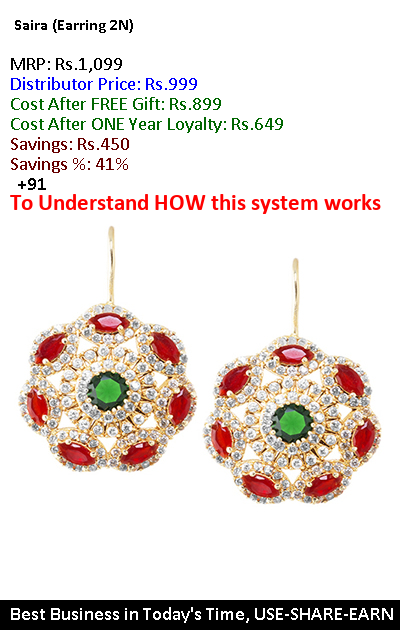 Saira (Earring 2N)
MRP: Rs.1,099
Distributor Price: Rs.999
Cost After FREE Gift: Rs.899
Cost After ONE Year Loyalty: Rs.649
Savings: Rs.450
Savings %: 41%
+91
To Understand HOW this system works
Best Business in Today's Time, USE-SHARE-EARN